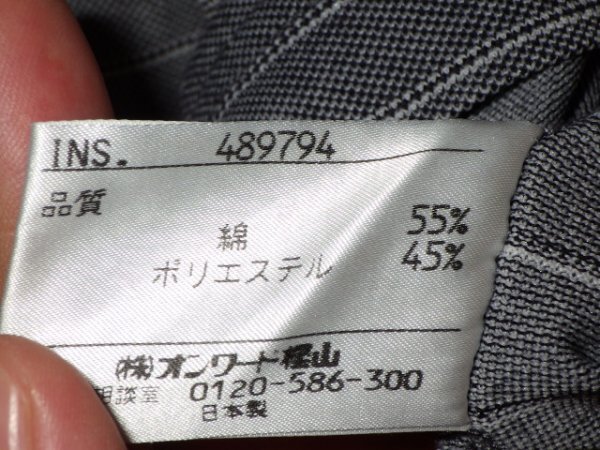 INS. 489794
品質
綿 55%
ポリエステル 45%
(株)オンワード樫山
相談室 0120-586-300
日本製